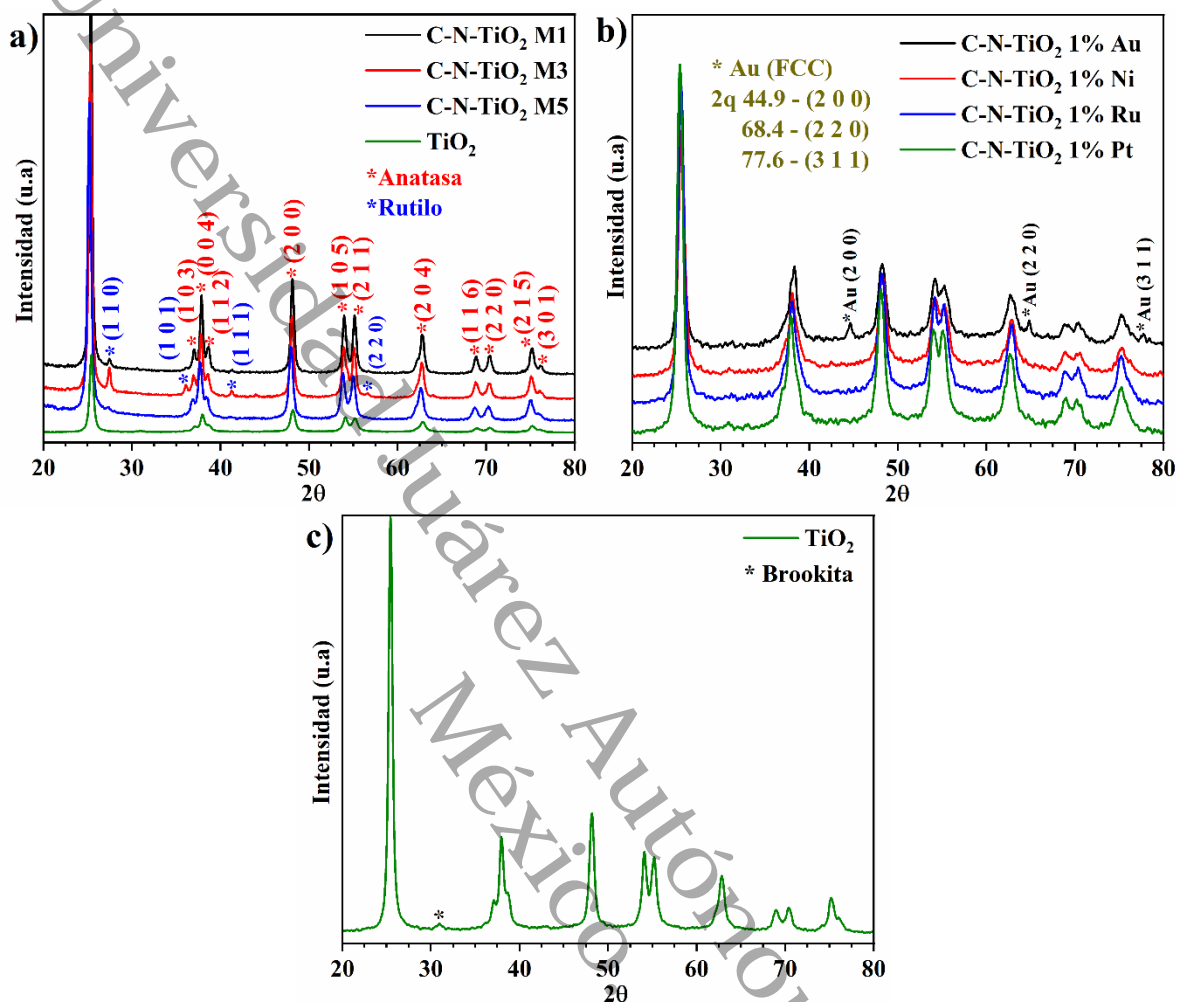 a)
C-N-TiO₂ M1
C-N-TiO₂ M3
C-N-TiO₂ M5
TiO₂
*Anatasa
*Rutilo
Intensidad (u.a)
*(1 1 0)
(1 0 1)
*
*(1 0 3)
*(0 0 4)
*(1 1 2)
*(1 1 1)
*(2 0 0)
*(1 0 5)
*(2 1 1)
*(2 2 0)
*(2 0 4)
*(1 1 6)
*(2 2 0)
*(2 1 5)
*(3 0 1)
20 30 40 50 60 70 80
2θ
b)
* Au (FCC)
2q 44.9 - (2 0 0)
68.4 - (2 2 0)
77.6 - (3 1 1)
C-N-TiO₂ 1% Au
C-N-TiO₂ 1% Ni
C-N-TiO₂ 1% Ru
C-N-TiO₂ 1% Pt
Intensidad (u.a)
*Au (2 0 0)
*Au (2 2 0)
*Au (3 1 1)
20 30 40 50 60 70 80
2θ
c)
TiO₂
* Brookita
Intensidad (u.a)
*
20 30 40 50 60 70 80
2θ
Universidad Juárez Autónom
México